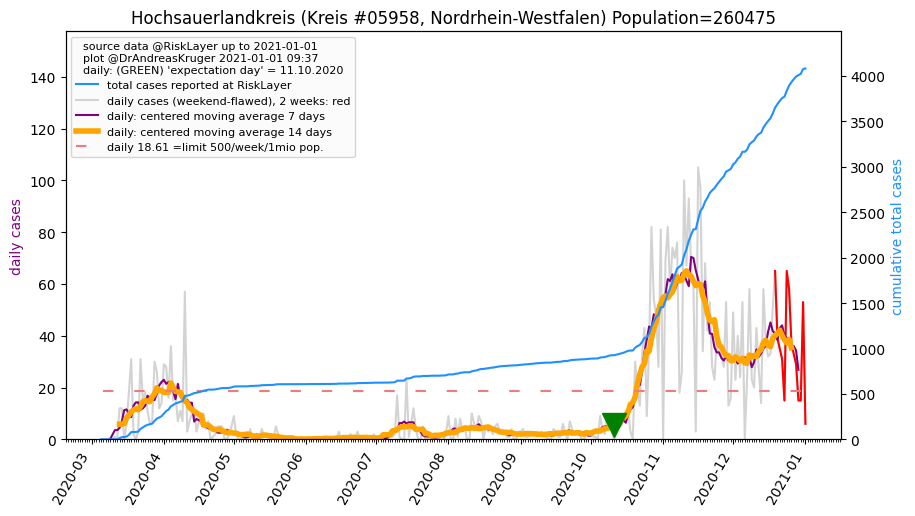 Hochsauerlandkreis (Kreis #05958, Nordrhein-Westfalen) Population=260475
source data @RiskLayer up to 2021-01-01
plot @DrAndreasKruger 2021-01-01 09:37
daily: (GREEN) 'expectation day' = 11.10.2020
total cases reported at RiskLayer
daily cases (weekend-flawed), 2 weeks: red
daily: centered moving average 7 days
daily: centered moving average 14 days
daily 18.61 =limit 500/week/1mio pop.
daily cases
140
120
100
80
60
40
20
0
cumulative total cases
4000
3500
3000
2500
2000
1500
1000
500
0
2020-03
2020-04
2020-05
2020-06
2020-07
2020-08
2020-09
2020-10
2020-11
2020-12
2021-01